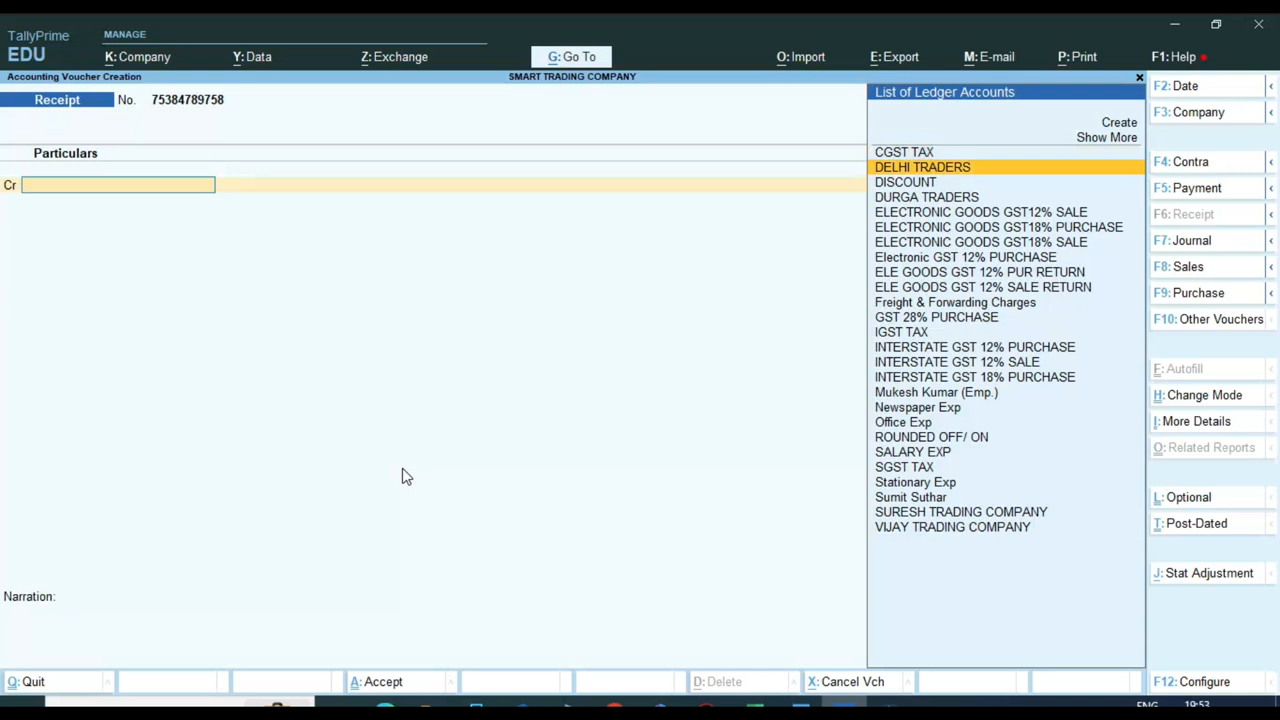 TallyPrime
EDU
MANAGE
K: Company
Y: Data
Z: Exchange
G: Go To
O: Import
E: Export
M: E-mail
P: Print
F1: Help
Accounting Voucher Creation
SMART TRADING COMPANY
Receipt No. 75384789758
Particulars
Cr
Narration:
List of Ledger Accounts
Create
Show More
CGST TAX
DELHI TRADERS
DISCOUNT
DURGA TRADERS
ELECTRONIC GOODS GST12% SALE
ELECTRONIC GOODS GST18% PURCHASE
ELECTRONIC GOODS GST18% SALE
Electronic GST 12% PURCHASE
ELE GOODS GST 12% PUR RETURN
ELE GOODS GST 12% SALE RETURN
Freight & Forwarding Charges
GST 28% PURCHASE
IGST TAX
INTERSTATE GST 12% PURCHASE
INTERSTATE GST 12% SALE
INTERSTATE GST 18% PURCHASE
Mukesh Kumar (Emp.)
Newspaper Exp
Office Exp
ROUNDED OFF/ ON
SALARY EXP
SGST TAX
Stationary Exp
Sumit Suthar
SURESH TRADING COMPANY
VIJAY TRADING COMPANY
F2: Date
F3: Company
F4: Contra
F5: Payment
F6: Receipt
F7: Journal
F8: Sales
F9: Purchase
F10: Other Vouchers
F: Autofill
H: Change Mode
I: More Details
O: Related Reports
L: Optional
T: Post-Dated
J: Stat Adjustment
Q: Quit
A: Accept
D: Delete
X: Cancel Vch
F12: Configure
ENG
19:53